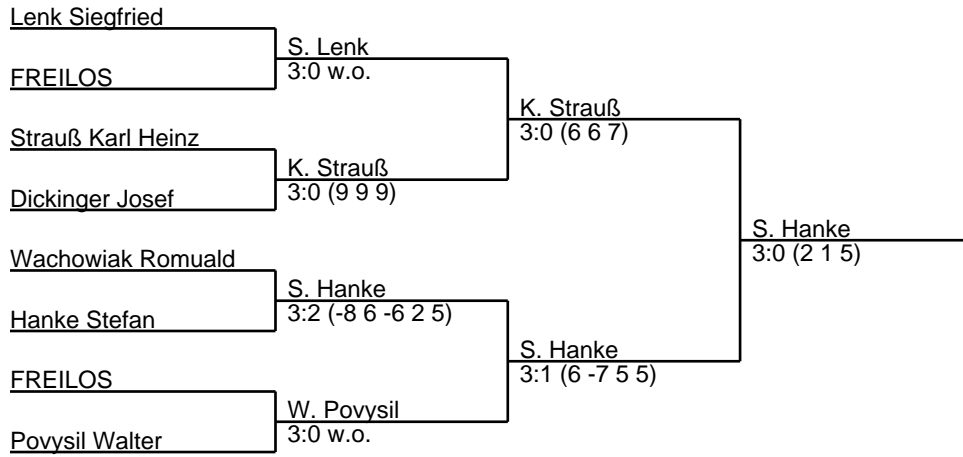 Lenk Siegfried
S. Lenk
3:0 w.o.
FREILOS
K. Strauß
3:0 (6 6 7)
Strauß Karl Heinz
K. Strauß
3:0 (9 9 9)
Dickinger Josef
S. Hanke
3:0 (2 1 5)
Wachowiak Romuald
S. Hanke
3:2 (-8 6 -6 2 5)
Hanke Stefan
S. Hanke
3:1 (6 -7 5 5)
FREILOS
W. Povysil
3:0 w.o.
Povysil Walter